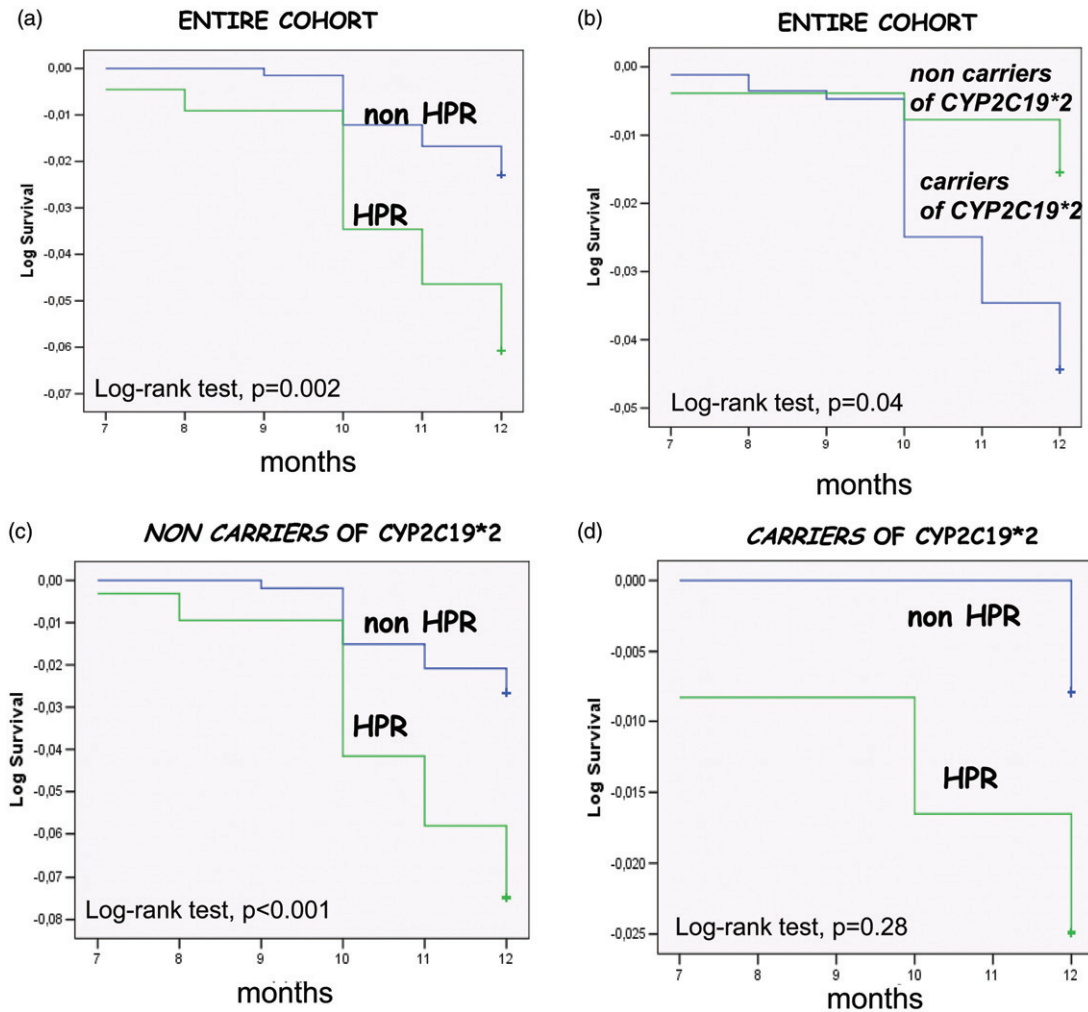 (a)
ENTIRE COHORT
0,00
-0,01
-0,02
-0,03
-0,04
-0,05
-0,06
-0,07
Log Survival
non HPR
HPR
Log-rank test, p=0.002
7 8 9 10 11 12
months
(b)
ENTIRE COHORT
0,00
-0,01
-0,02
-0,03
-0,04
-0,05
Log Survival
non carriers
of CYP2C19*2
carriers
of CYP2C19*2
Log-rank test, p=0.04
7 8 9 10 11 12
months
(c)
NON CARRIERS OF CYP2C19*2
0,00
-0,01
-0,02
-0,03
-0,04
-0,05
-0,06
-0,07
-0,08
Log Survival
non HPR
HPR
Log-rank test, p<0.001
7 8 9 10 11 12
months
(d)
CARRIERS OF CYP2C19*2
0,000
-0,005
-0,010
-0,015
-0,020
-0,025
Log Survival
non HPR
HPR
Log-rank test, p=0.28
7 8 9 10 11 12
months